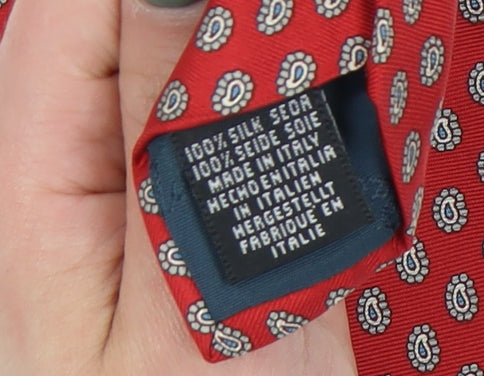 100% SILK SEDA
100% SEIDE SOIE
MADE IN ITALY
HECHO EN ITALIA
IN ITALIEN
HERGESTELLT
FABRIQUE EN
ITALIE